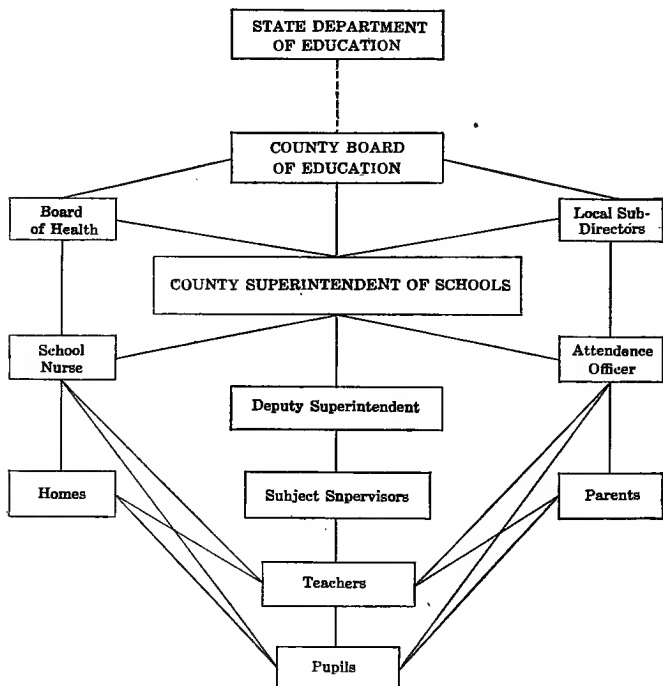 STATE DEPARTMENT
OF EDUCATION
COUNTY BOARD
OF EDUCATION
Board
of Health
Local Sub-
Directors
COUNTY SUPERINTENDENT OF SCHOOLS
School
Nurse
Attendence
Officer
Deputy Superintendent
Homes
Subject Snpervisors
Parents
Teachers
Pupils